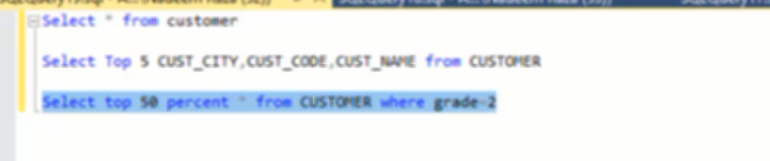 Select * from customer
Select Top 5 CUST_CITY,CUST_CODE,CUST_NAME from CUSTOMER
Select top 50 percent * from CUSTOMER where grade=2